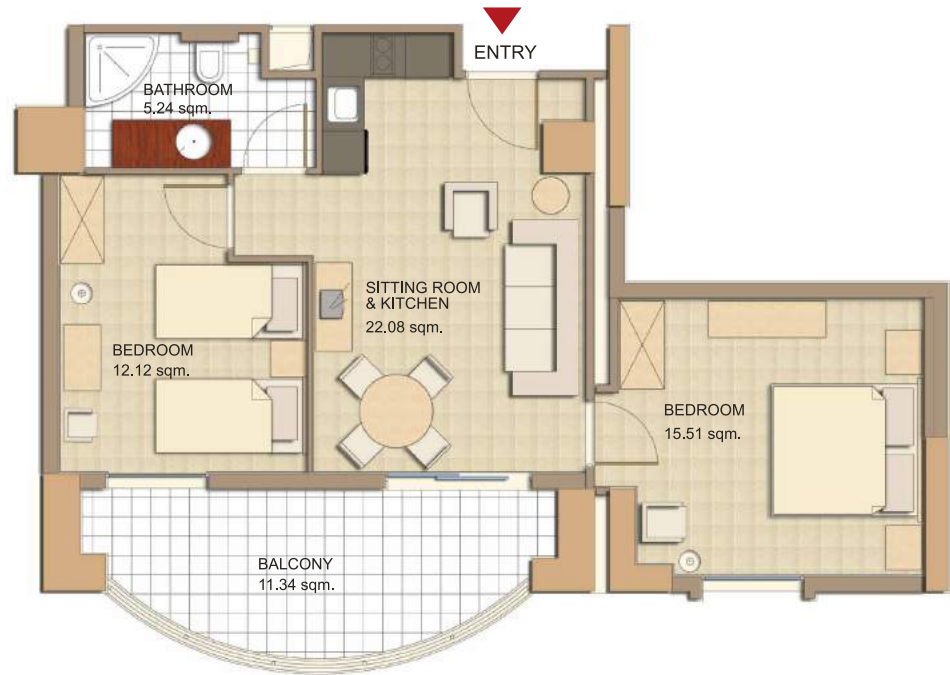 ENTRY
BATHROOM
5.24 sqm.
SITTING ROOM
& KITCHEN
22.08 sqm.
BEDROOM
12.12 sqm.
BEDROOM
15.51 sqm.
BALCONY
11.34 sqm.